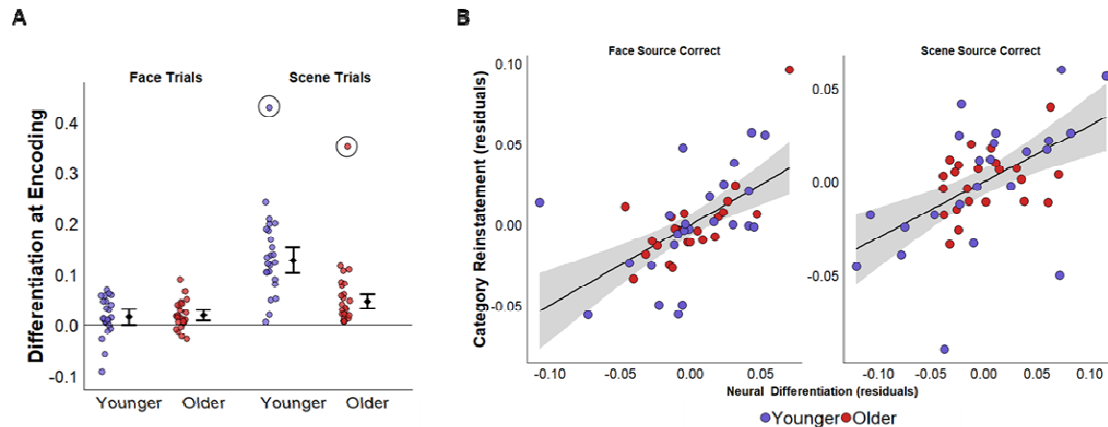 A
Face Trials Scene Trials
Differentiation at Encoding
0.4
0.3
0.2
0.1
0.0
-0.1
Younger Older Younger Older
B
Face Source Correct Scene Source Correct
Category Reinstatement (residuals)
0.10
0.05
0.00
-0.05
0.05
0.00
-0.05
-0.10 -0.05 0.00 0.05 -0.10 -0.05 0.00 0.05 0.10
Neural Differentiation (residuals)
Younger Older